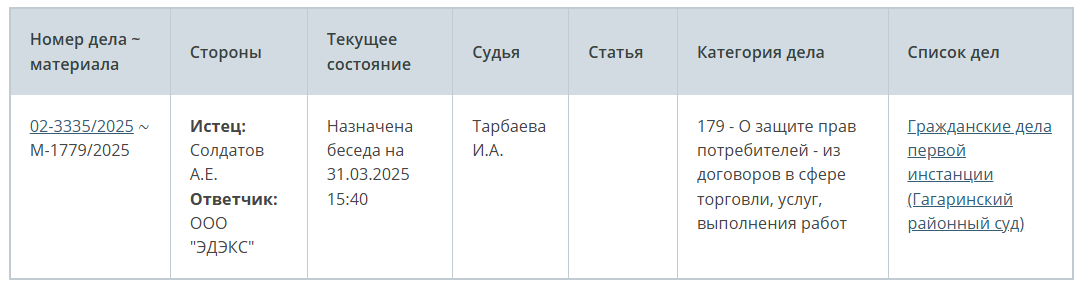 Номер дела ~
материала
Стороны
Текущее
состояние
Судья
Статья
Категория дела
Список дел
02-3335/2025 ~
М-1779/2025
Истец:
Солдатов
А.Е.
Ответчик:
ООО
"ЭДЭКС"
Назначена
беседа на
31.03.2025
15:40
Тарбаева
И.А.
179 - О защите прав
потребителей - из
договоров в сфере
торговли, услуг,
выполнения работ
Гражданские дела
первой
инстанции
(Гагаринский
районный суд)